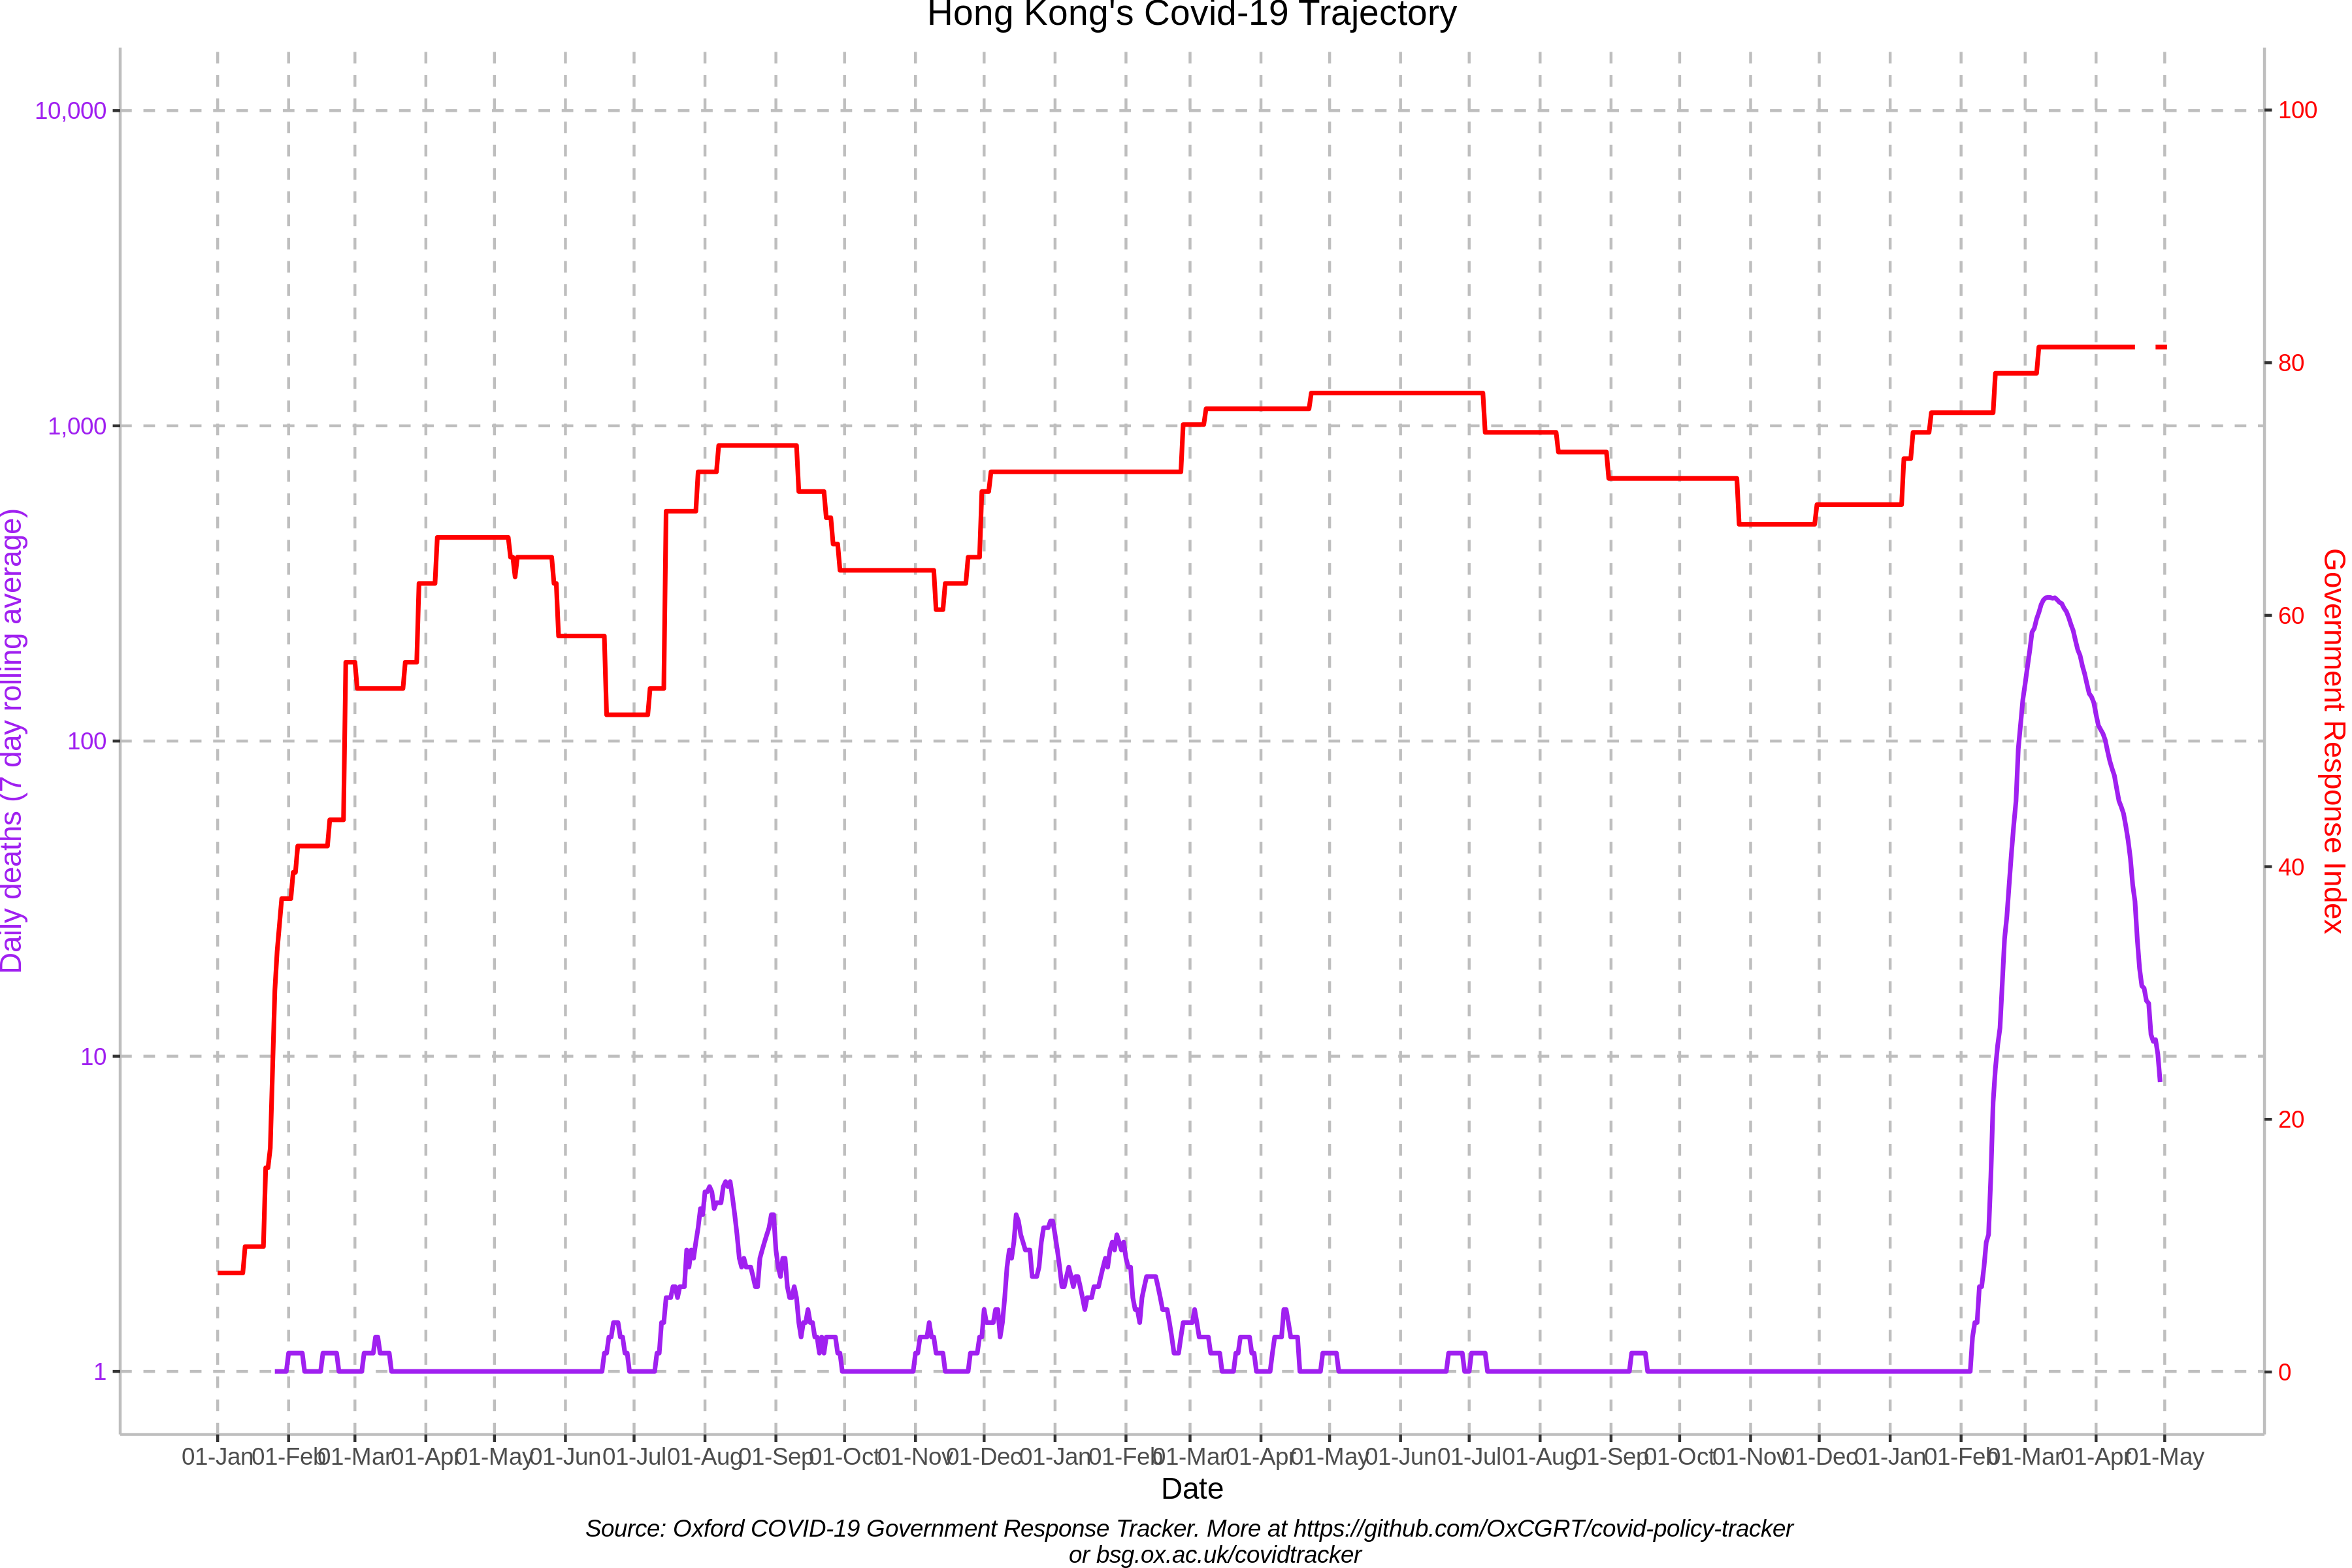 Hong Kong's Covid-19 Trajectory
10,000
1,000
100
10
1
Daily deaths (7 day rolling average)
100
80
60
40
20
0
Government Response Index
01-Jan 01-Feb 01-Mar 01-Apr 01-May 01-Jun 01-Jul 01-Aug 01-Sep 01-Oct 01-Nov 01-Dec 01-Jan 01-Feb 01-Mar 01-Apr 01-May 01-Jun 01-Jul 01-Aug 01-Sep 01-Oct 01-Nov 01-Dec 01-Jan 01-Feb 01-Mar 01-Apr 01-May
Date
Source: Oxford COVID-19 Government Response Tracker. More at https://github.com/OxCGRT/covid-policy-tracker
or bsg.ox.ac.uk/covidtracker